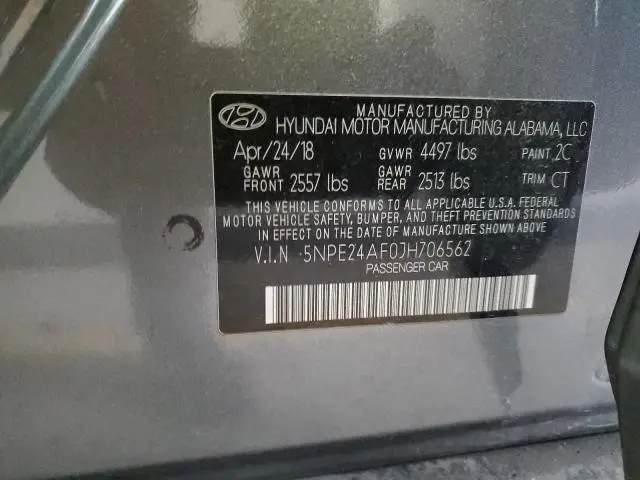 MANUFACTURED BY
HYUNDAI MOTOR MANUFACTURING ALABAMA, LLC
Apr/24/18 GVWR 4497 lbs PAINT 2C
GAWR FRONT 2557 lbs GAWR REAR 2513 lbs TRIM CT
THIS VEHICLE CONFORMS TO ALL APPLICABLE U.S.A. FEDERAL
MOTOR VEHICLE SAFETY, BUMPER, AND THEFT PREVENTION STANDARDS
IN EFFECT ON THE DATE OF MANUFACTURE SHOWN ABOVE.
V.I.N 5NPE24AF0JH706562
PASSENGER CAR